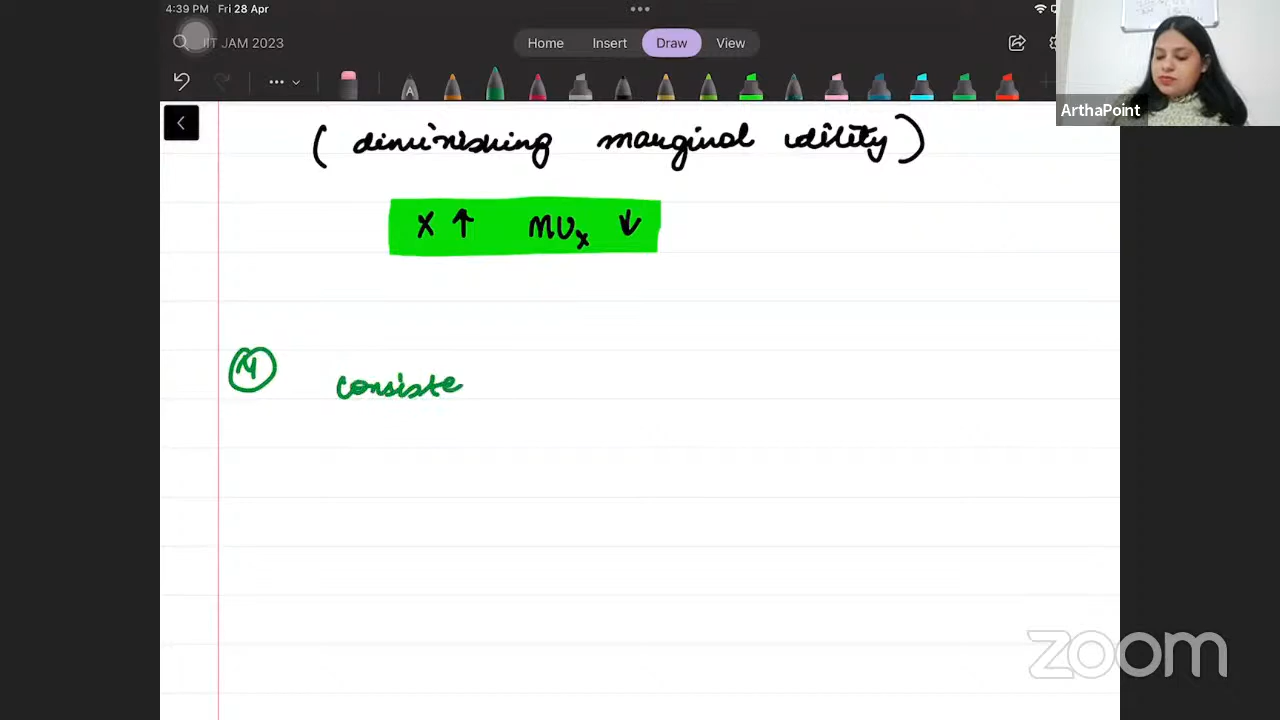 4:39 PM Fri 28 Apr
IIT JAM 2023
Home Insert Draw View
A
ArthaPoint
( diminishing marginal utility )
X ↑ MUx ↓
4 consiste
zoom